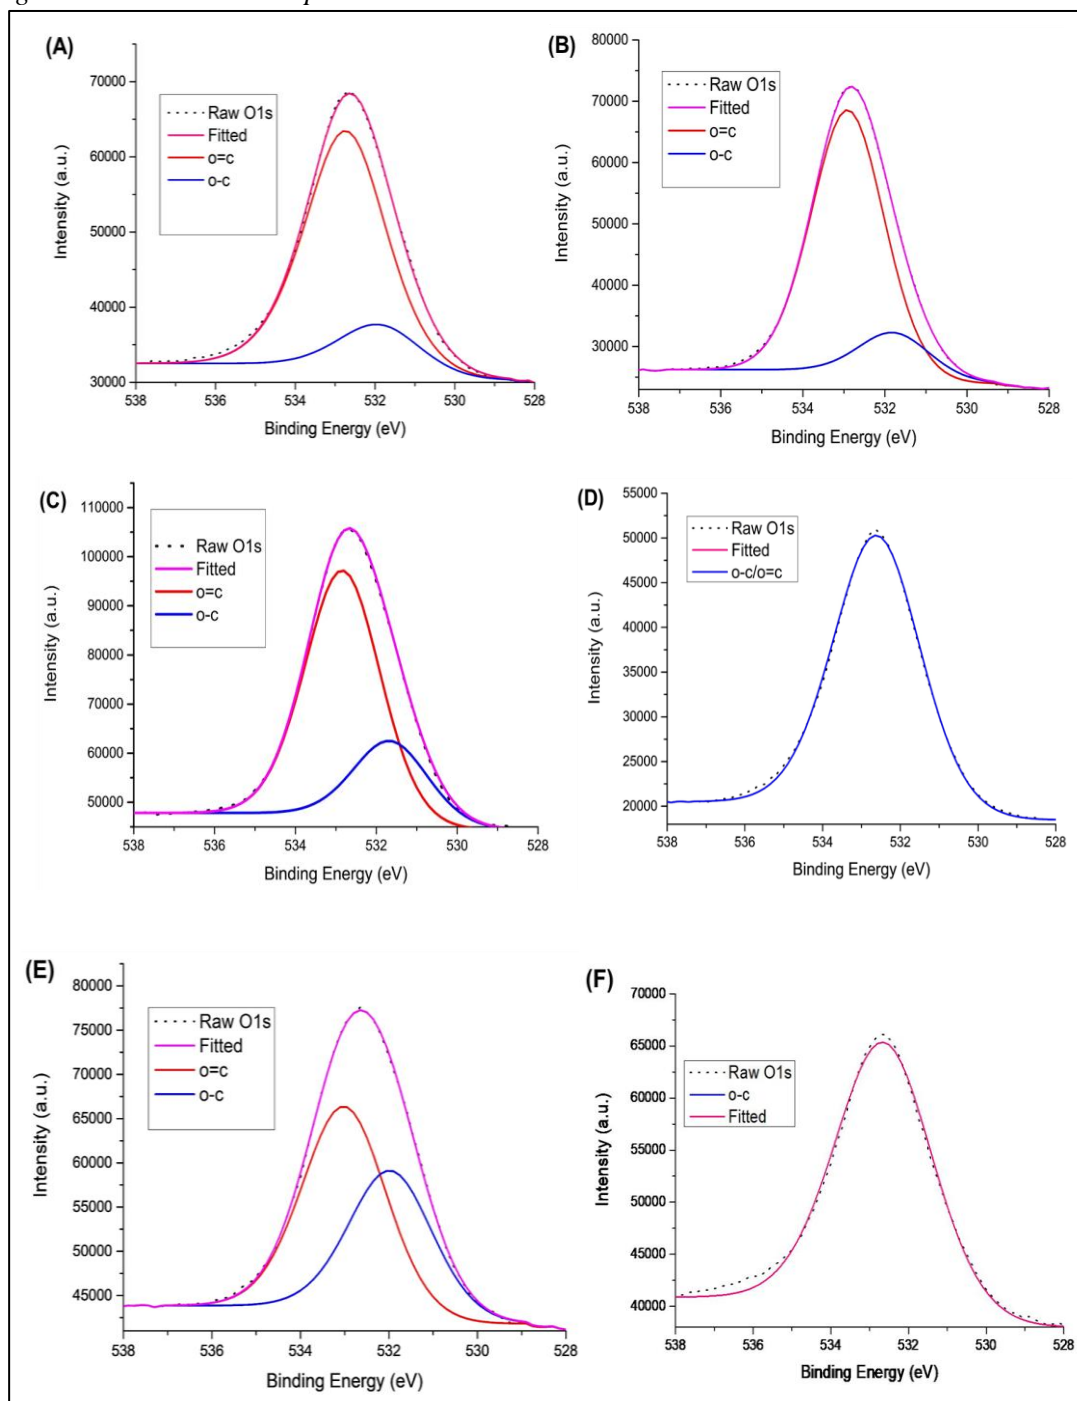 (A)
70000
60000
50000
40000
30000
Intensity (a.u.)
Raw O1s
Fitted
o=c
o-c
538 536 534 532 530 528
Binding Energy (eV)
(B)
80000
70000
60000
50000
40000
30000
Intensity (a.u.)
Raw O1s
Fitted
o=c
o-c
538 536 534 532 530 528
Binding Energy (eV)
(C)
110000
100000
90000
80000
70000
60000
50000
Intensity (a.u.)
Raw O1s
Fitted
o=c
o-c
538 536 534 532 530 528
Binding Energy (eV)
(D)
55000
50000
45000
40000
35000
30000
25000
20000
Intensity (a.u.)
Raw O1s
Fitted
o-c/o=c
538 536 534 532 530 528
Binding Energy (eV)
(E)
80000
75000
70000
65000
60000
55000
50000
45000
Intensity (a.u.)
Raw O1s
Fitted
o=c
o-c
538 536 534 532 530 528
Binding Energy (eV)
(F)
70000
65000
60000
55000
50000
45000
40000
Intensity (a.u.)
Raw O1s
o-c
Fitted
538 536 534 532 530 528
Binding Energy (eV)